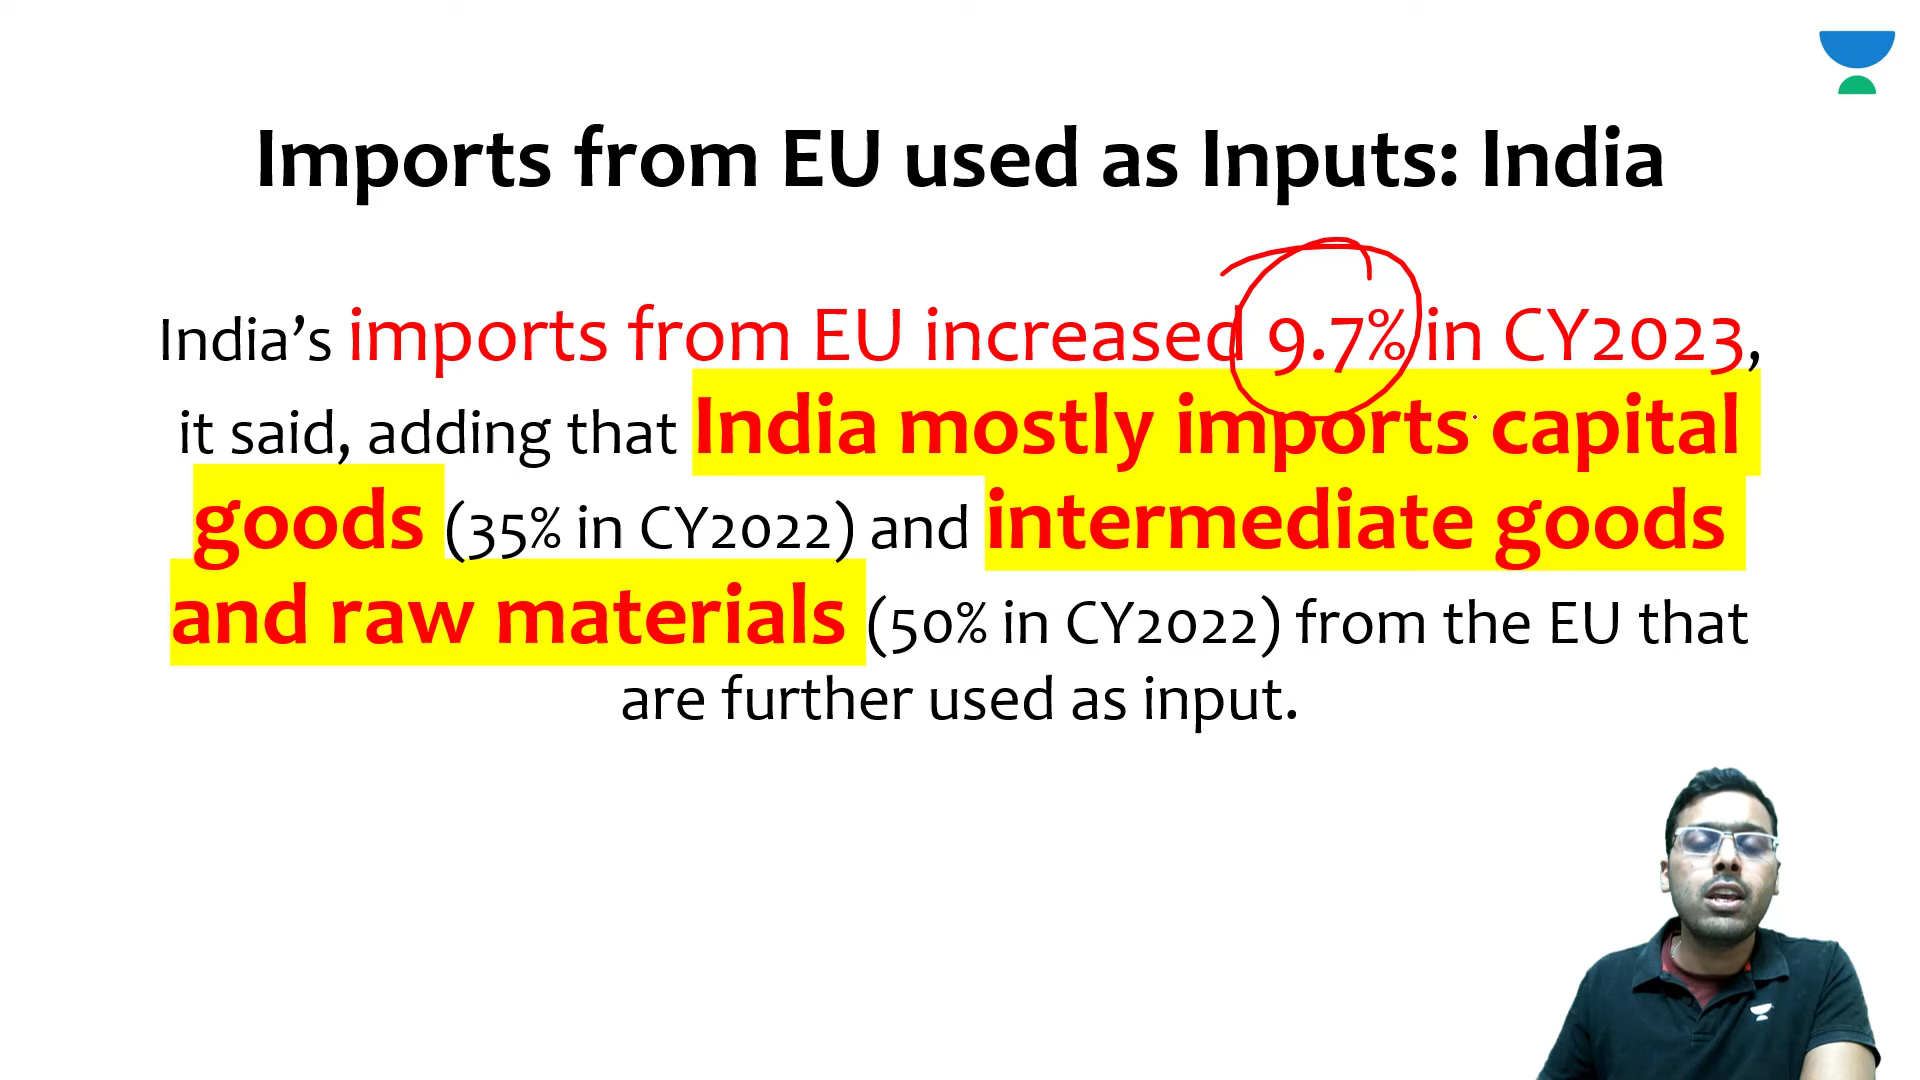 Imports from EU used as Inputs: India
India’s imports from EU increased 9.7% in CY2023,
it said, adding that India mostly imports capital
goods (35% in CY2022) and intermediate goods
and raw materials (50% in CY2022) from the EU that
are further used as input.